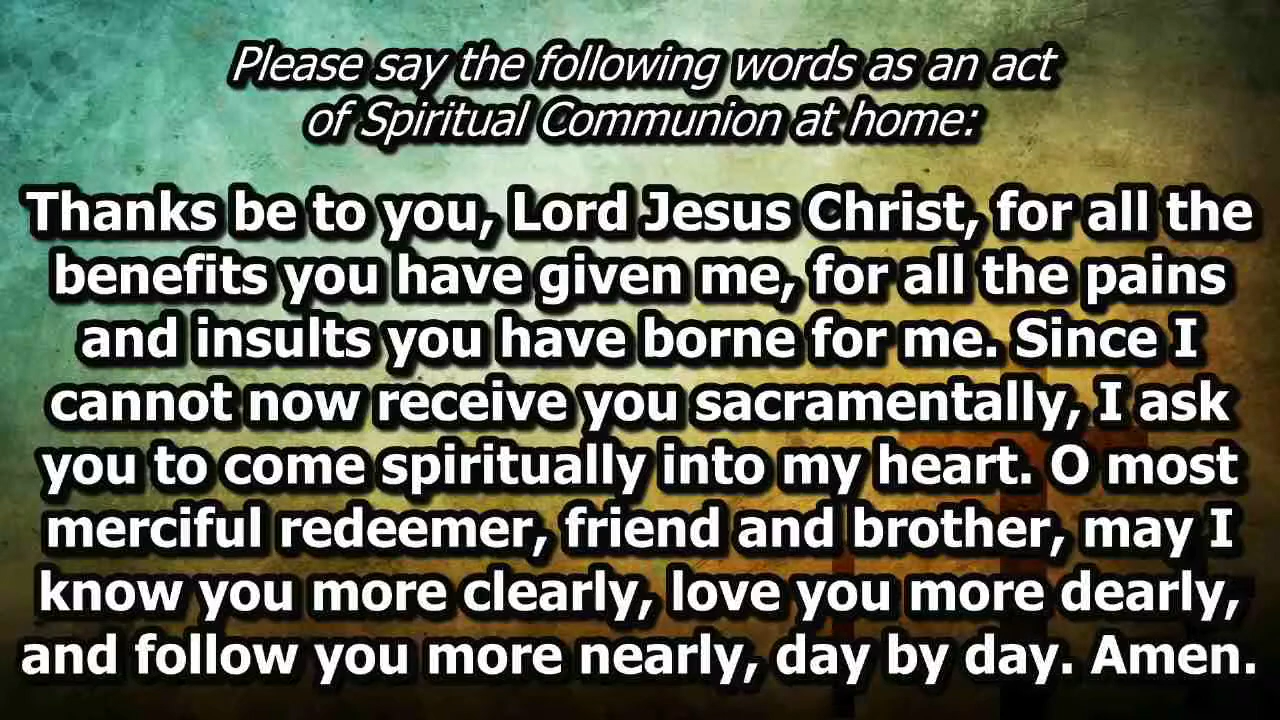 Please say the following words as an act
of Spiritual Communion at home:
Thanks be to you, Lord Jesus Christ, for all the
benefits you have given me, for all the pains
and insults you have borne for me. Since I
cannot now receive you sacramentally, I ask
you to come spiritually into my heart. O most
merciful redeemer, friend and brother, may I
know you more clearly, love you more dearly,
and follow you more nearly, day by day. Amen.